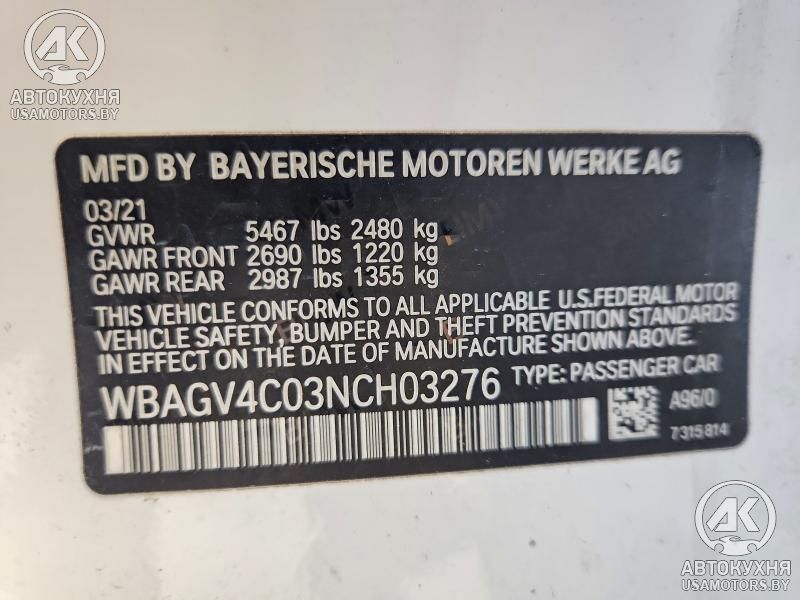 AK
АВТОКУХНЯ
USAMOTORS.BY
MFD BY BAYERISCHE MOTOREN WERKE AG
03/21
GVWR 5467 lbs 2480 kg
GAWR FRONT 2690 lbs 1220 kg
GAWR REAR 2987 lbs 1355 kg
THIS VEHICLE CONFORMS TO ALL APPLICABLE U.S.FEDERAL MOTOR
VEHICLE SAFETY, BUMPER AND THEFT PREVENTION STANDARDS
IN EFFECT ON THE DATE OF MANUFACTURE SHOWN ABOVE.
WBAGV4C03NCH03276 TYPE: PASSENGER CAR
A96/0
7315814
AK
АВТОКУХНЯ
USAMOTORS.BY